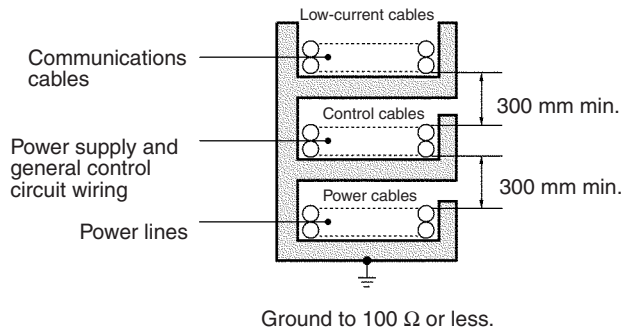 Low-current cables
Communications
cables
300 mm min.
Control cables
Power supply and
general control
circuit wiring
300 mm min.
Power cables
Power lines
Ground to 100 Ω or less.